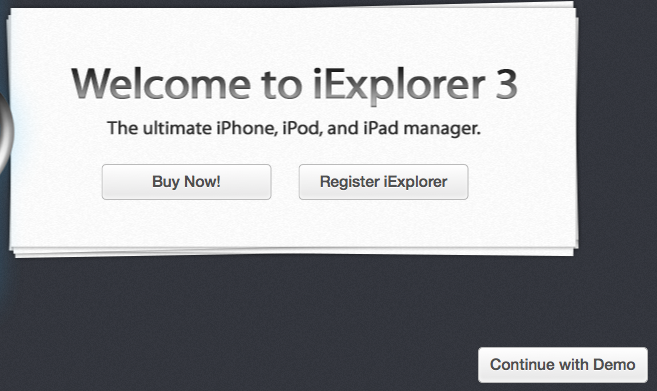 Welcome to iExplorer 3
The ultimate iPhone, iPod, and iPad manager.
Buy Now!
Register iExplorer
Continue with Demo